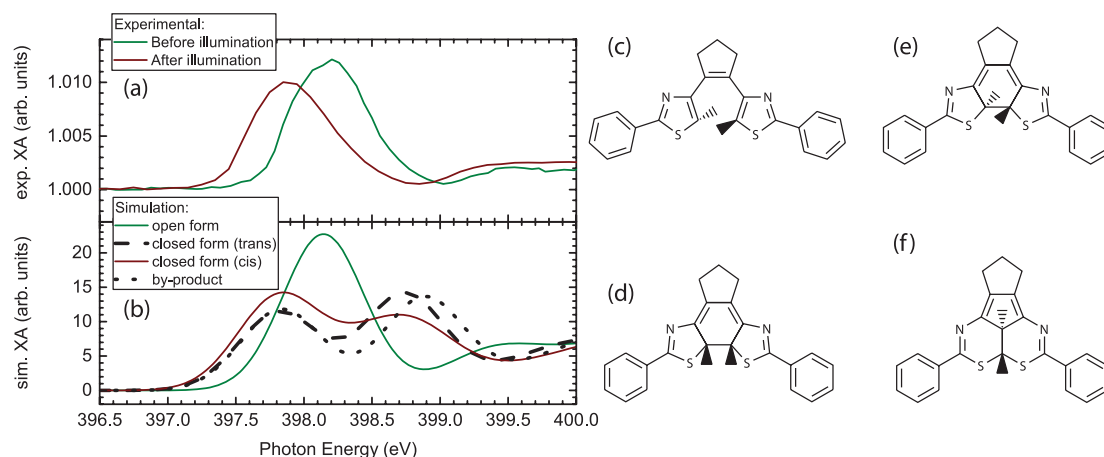 Experimental:
Before illumination
After illumination
(a)
1.010
1.005
1.000
exp. XA (arb. units)
Simulation:
open form
closed form (trans)
closed form (cis)
by-product
(b)
20
15
10
5
0
sim. XA (arb. units)
396.5 397.0 397.5 398.0 398.5 399.0 399.5 400.0
Photon Energy (eV)
(c)
N N
S S
(e)
N N
S S
(d)
N N
S S
(f)
N N
S S